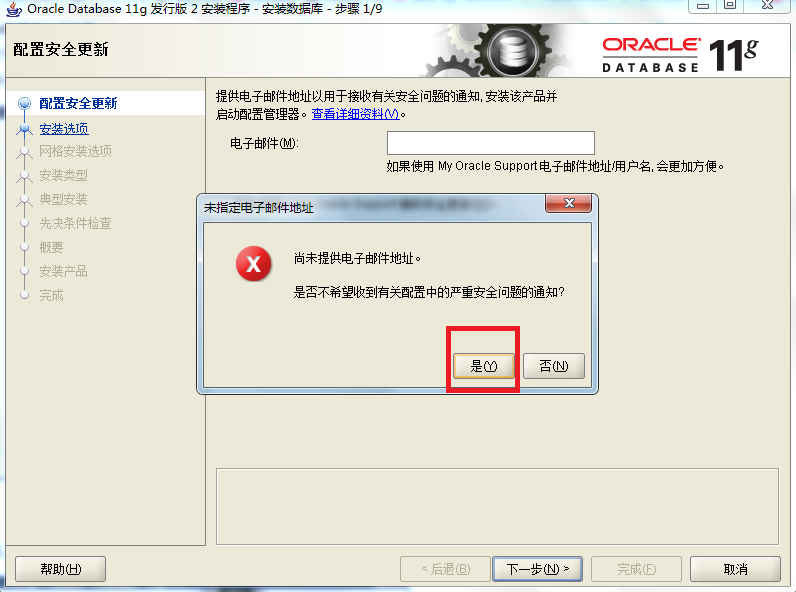 Oracle Database 11g 发行版 2 安装程序 - 安装数据库 - 步骤 1/9
配置安全更新
ORACLE
DATABASE
11g
配置安全更新
安装选项
网格安装选项
安装类型
典型安装
先决条件检查
概要
安装产品
完成
提供电子邮件地址以用于接收有关安全问题的通知, 安装该产品并
启动配置管理器。查看详细资料(V)。
电子邮件(M):
如果使用 My Oracle Support 电子邮件地址/用户名, 会更加方便。
未指定电子邮件地址
尚未提供电子邮件地址。
是否不希望收到有关配置中的严重安全问题的通知?
是(Y)
否(N)
帮助(H)
< 后退(B)
下一步(N) >
完成(F)
取消